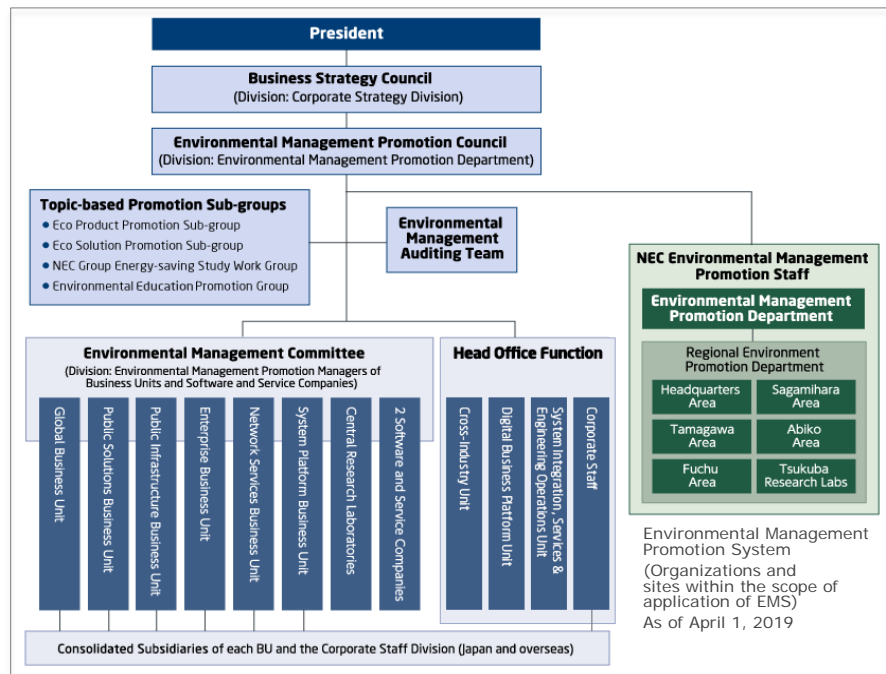 President
Business Strategy Council
(Division: Corporate Strategy Division)
Environmental Management Promotion Council
(Division: Environmental Management Promotion Department)
Topic-based Promotion Sub-groups
● Eco Product Promotion Sub-group
● Eco Solution Promotion Sub-group
● NEC Group Energy-saving Study Work Group
● Environmental Education Promotion Group
Environmental
Management
Auditing Team
NEC Environmental Management
Promotion Staff
Environmental Management
Promotion Department
Regional Environment
Promotion Department
Headquarters
Area
Sagamihara
Area
Tamagawa
Area
Abiko
Area
Fuchu
Area
Tsukuba
Research Labs
Environmental Management Committee
(Division: Environmental Management Promotion Managers of
Business Units and Software and Service Companies)
Global Business Unit
Public Solutions Business Unit
Public Infrastructure Business Unit
Enterprise Business Unit
Network Services Business Unit
System Platform Business Unit
Central Research Laboratories
2 Software and Service Companies
Head Office Function
Cross-Industry Unit
Digital Business Platform Unit
System Integration, Services &
Engineering Operations Unit
Corporate Staff
Consolidated Subsidiaries of each BU and the Corporate Staff Division (Japan and overseas)
Environmental Management
Promotion System
(Organizations and
sites within the scope of
application of EMS)
As of April 1, 2019